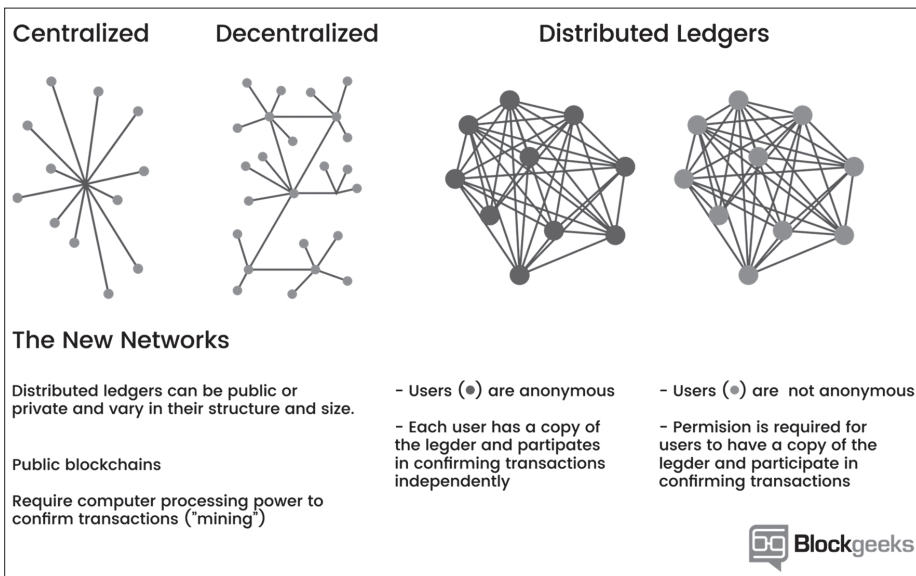 Centralized
Decentralized
Distributed Ledgers
The New Networks
Distributed ledgers can be public or
private and vary in their structure and size.
Public blockchains
Require computer processing power to
confirm transactions ("mining")
- Users (●) are anonymous
- Each user has a copy of
the legder and partipates
in confirming transactions
independently
- Users (●) are not anonymous
- Permision is required for
users to have a copy of the
legder and participate in
confirming transactions
Blockgeeks